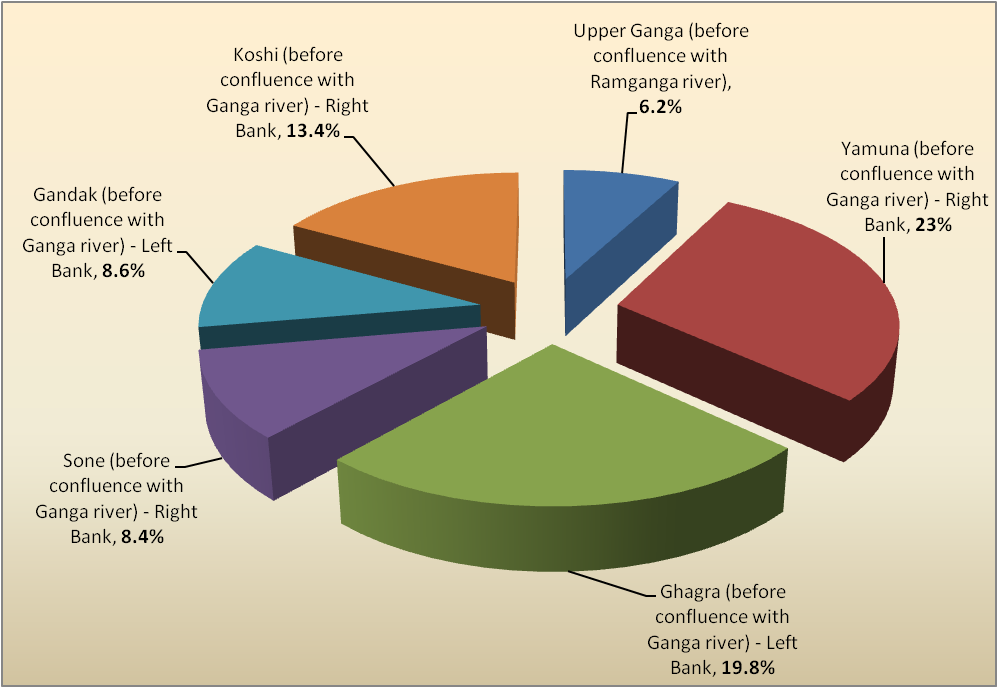 Upper Ganga (before
confluence with
Ramganga river),
6.2%
Yamuna (before
confluence with
Ganga river) - Right
Bank, 23%
Ghagra (before
confluence with
Ganga river) - Left
Bank, 19.8%
Sone (before
confluence with
Ganga river) - Right
Bank, 8.4%
Gandak (before
confluence with
Ganga river) - Left
Bank, 8.6%
Koshi (before
confluence with
Ganga river) - Right
Bank, 13.4%